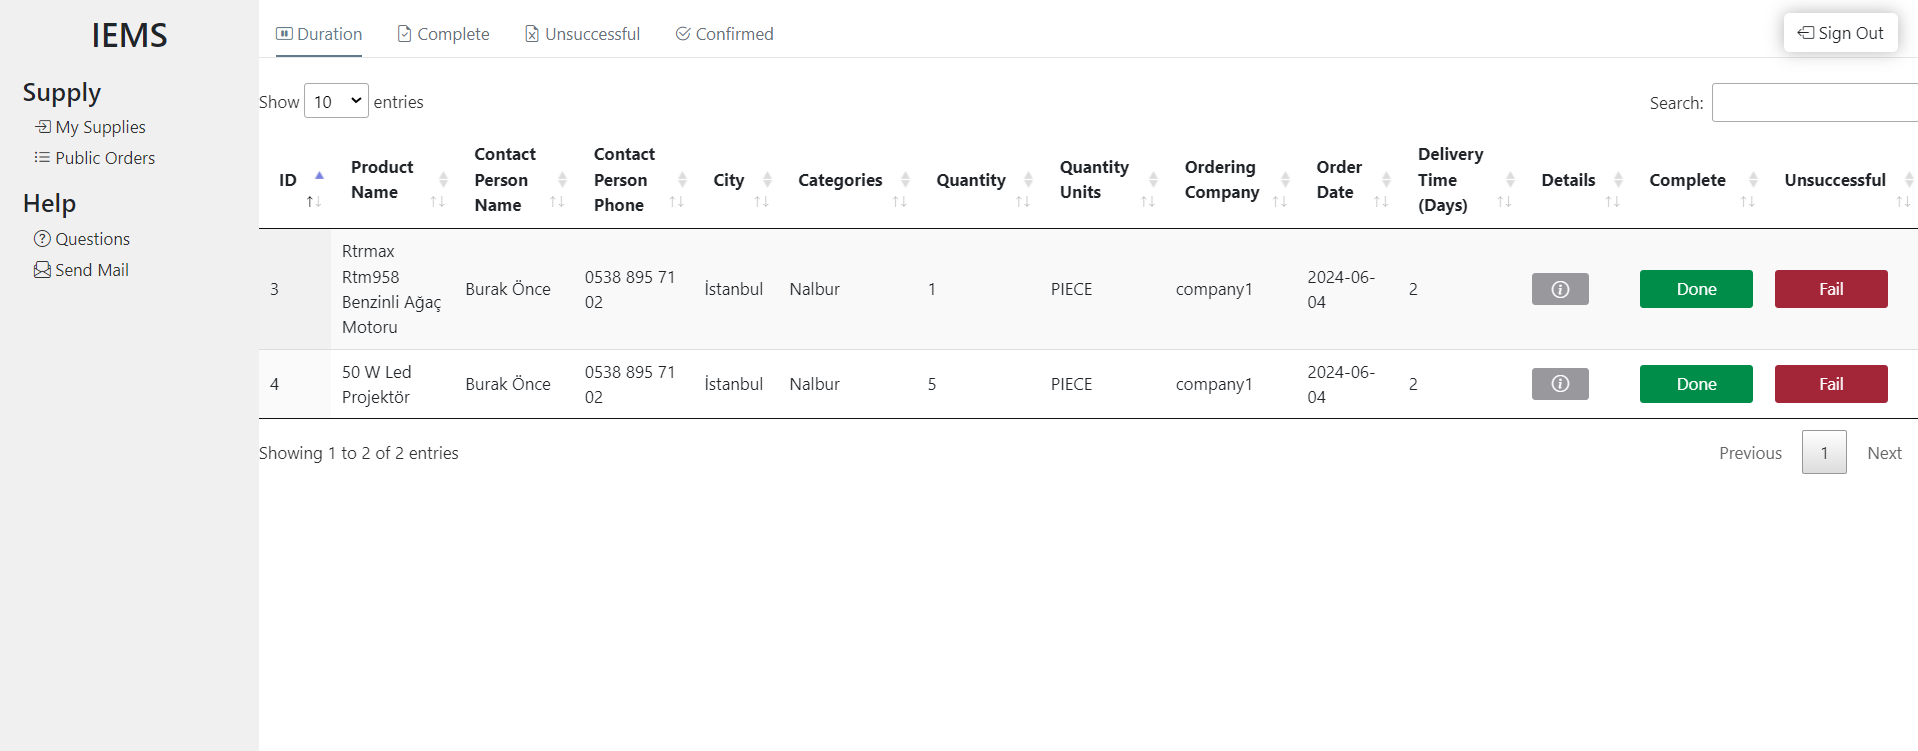 IEMS
Supply
My Supplies
Public Orders
Help
Questions
Send Mail
Duration Complete Unsuccessful Confirmed
Sign Out
Show 10 entries
Search:
ID
Product
Name
Contact
Person
Name
Contact
Person
Phone
City
Categories
Quantity
Quantity
Units
Ordering
Company
Order
Date
Delivery
Time
(Days)
Details
Complete
Unsuccessful
3
Rtrmax
Rtm958
Benzinli Ağaç
Motoru
Burak Önce
0538 895 71
02
İstanbul
Nalbur
1
PIECE
company1
2024-06-
04
2
Done
Fail
4
50 W Led
Projektör
Burak Önce
0538 895 71
02
İstanbul
Nalbur
5
PIECE
company1
2024-06-
04
2
Done
Fail
Showing 1 to 2 of 2 entries
Previous 1 Next